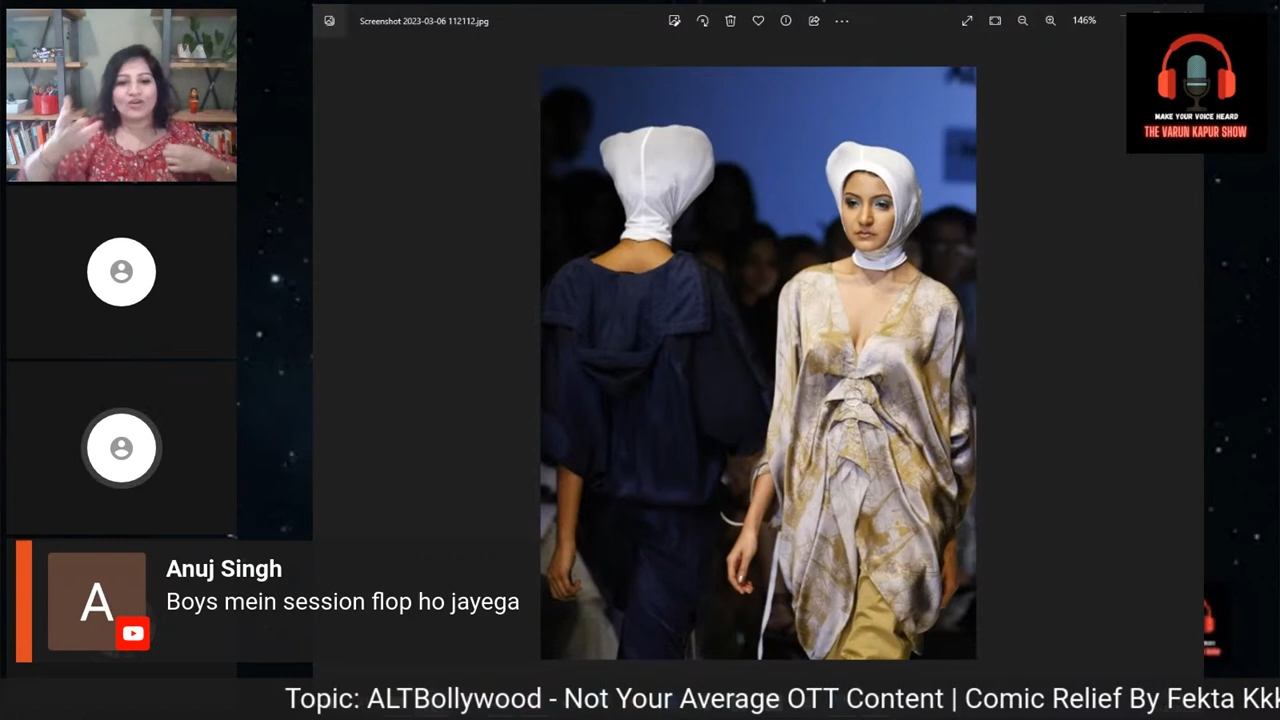 Screenshot 2023-03-06 112112.jpg
146%
MAKE YOUR VOICE HEARD
THE VARUN KAPUR SHOW
A
Anuj Singh
Boys mein session flop ho jayega
Topic: ALTBollywood - Not Your Average OTT Content | Comic Relief By Fekta Kk